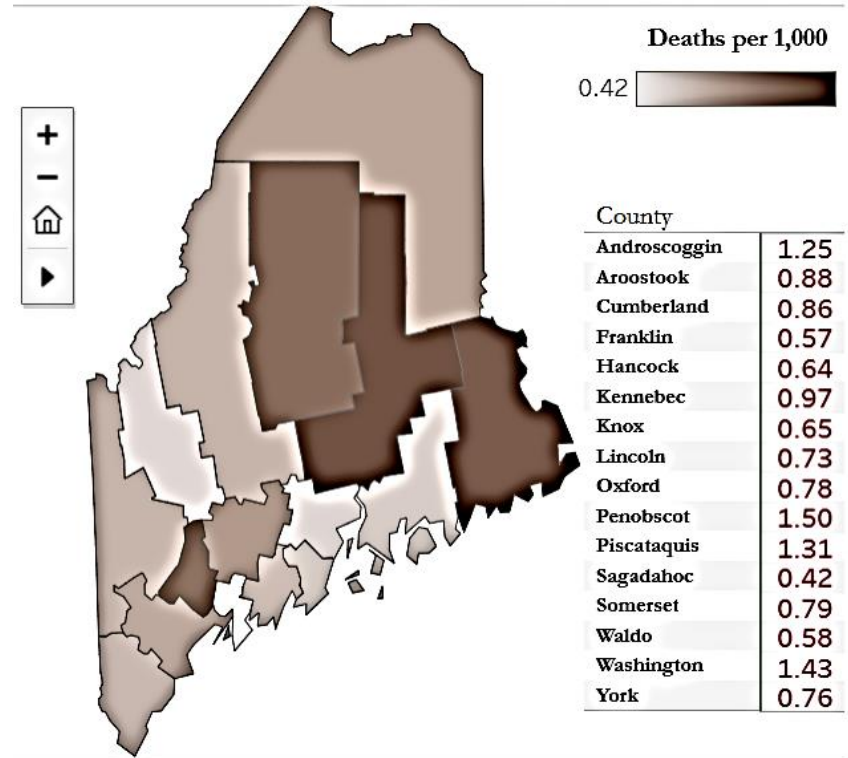 Deaths per 1,000
0.42
County
Androscoggin 1.25
Aroostook 0.88
Cumberland 0.86
Franklin 0.57
Hancock 0.64
Kennebec 0.97
Knox 0.65
Lincoln 0.73
Oxford 0.78
Penobscot 1.50
Piscataquis 1.31
Sagadahoc 0.42
Somerset 0.79
Waldo 0.58
Washington 1.43
York 0.76